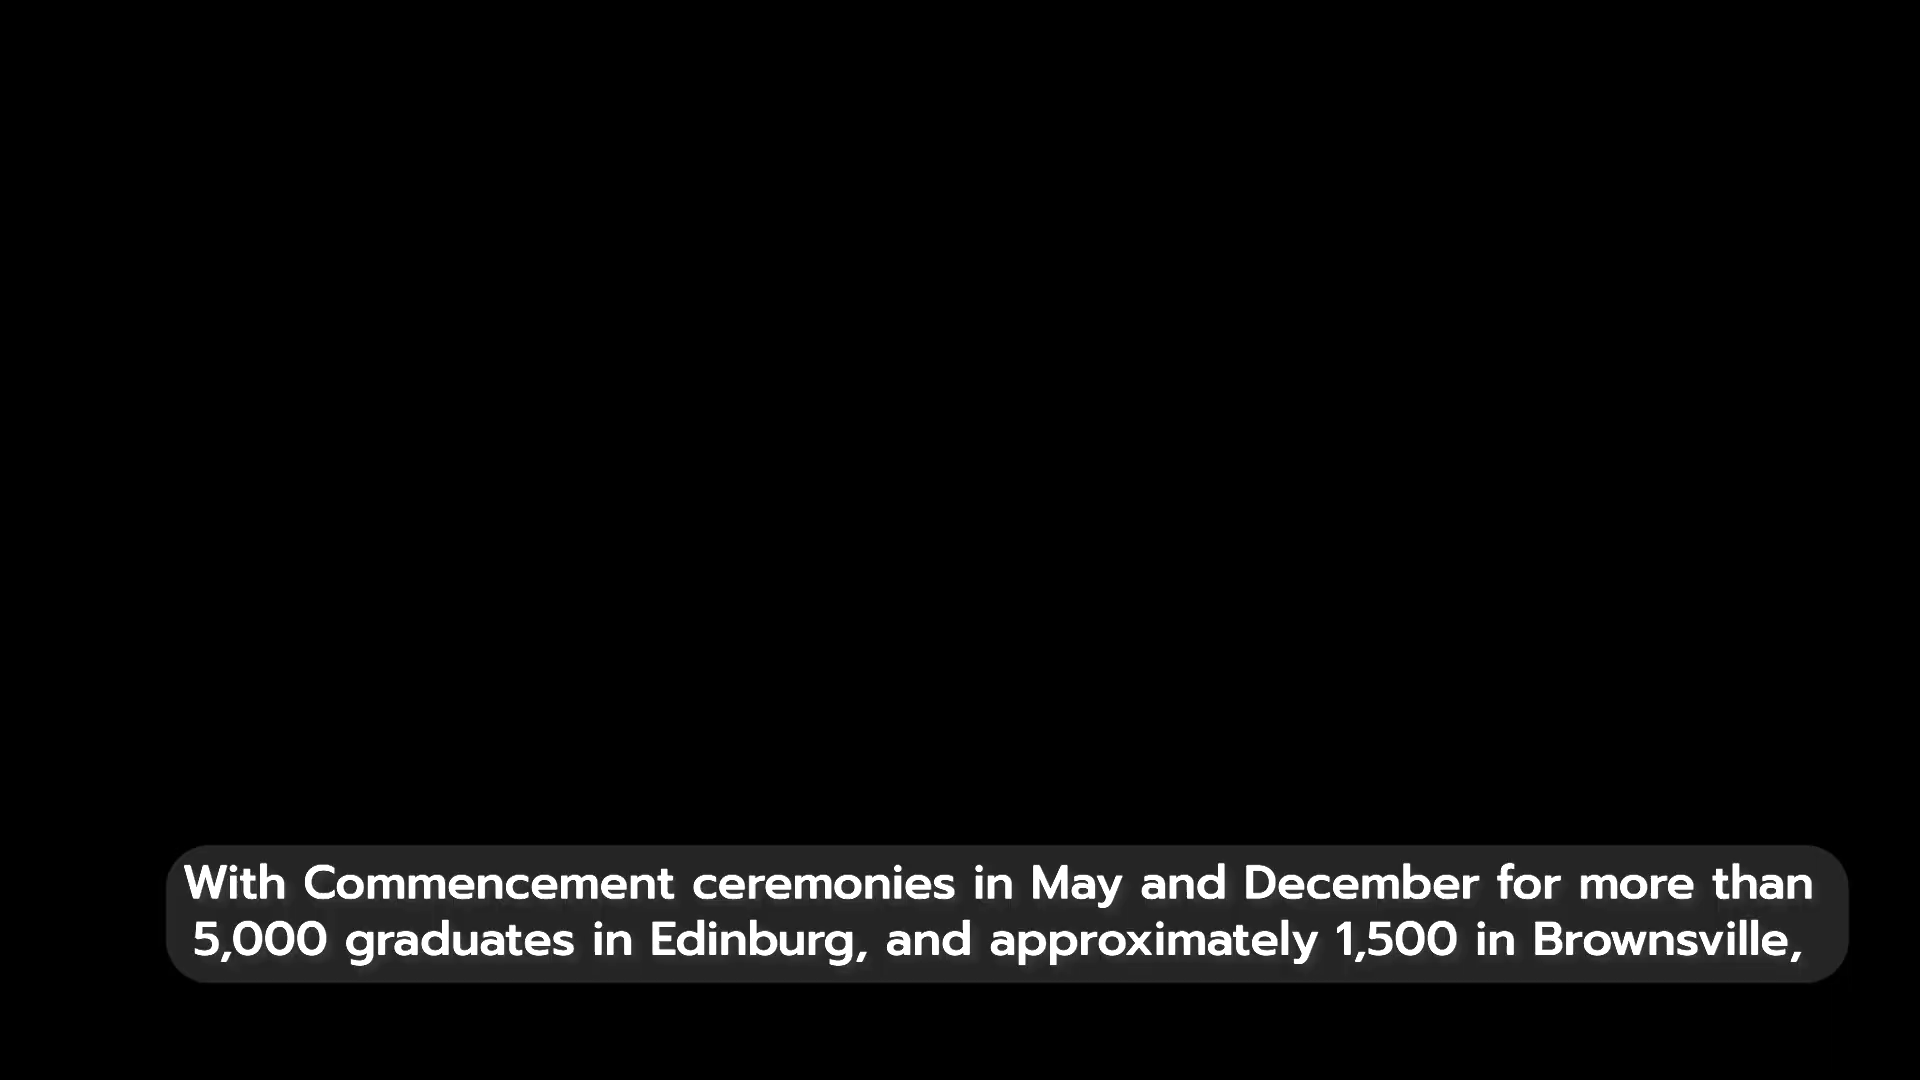 With Commencement ceremonies in May and December for more than
5,000 graduates in Edinburg, and approximately 1,500 in Brownsville,